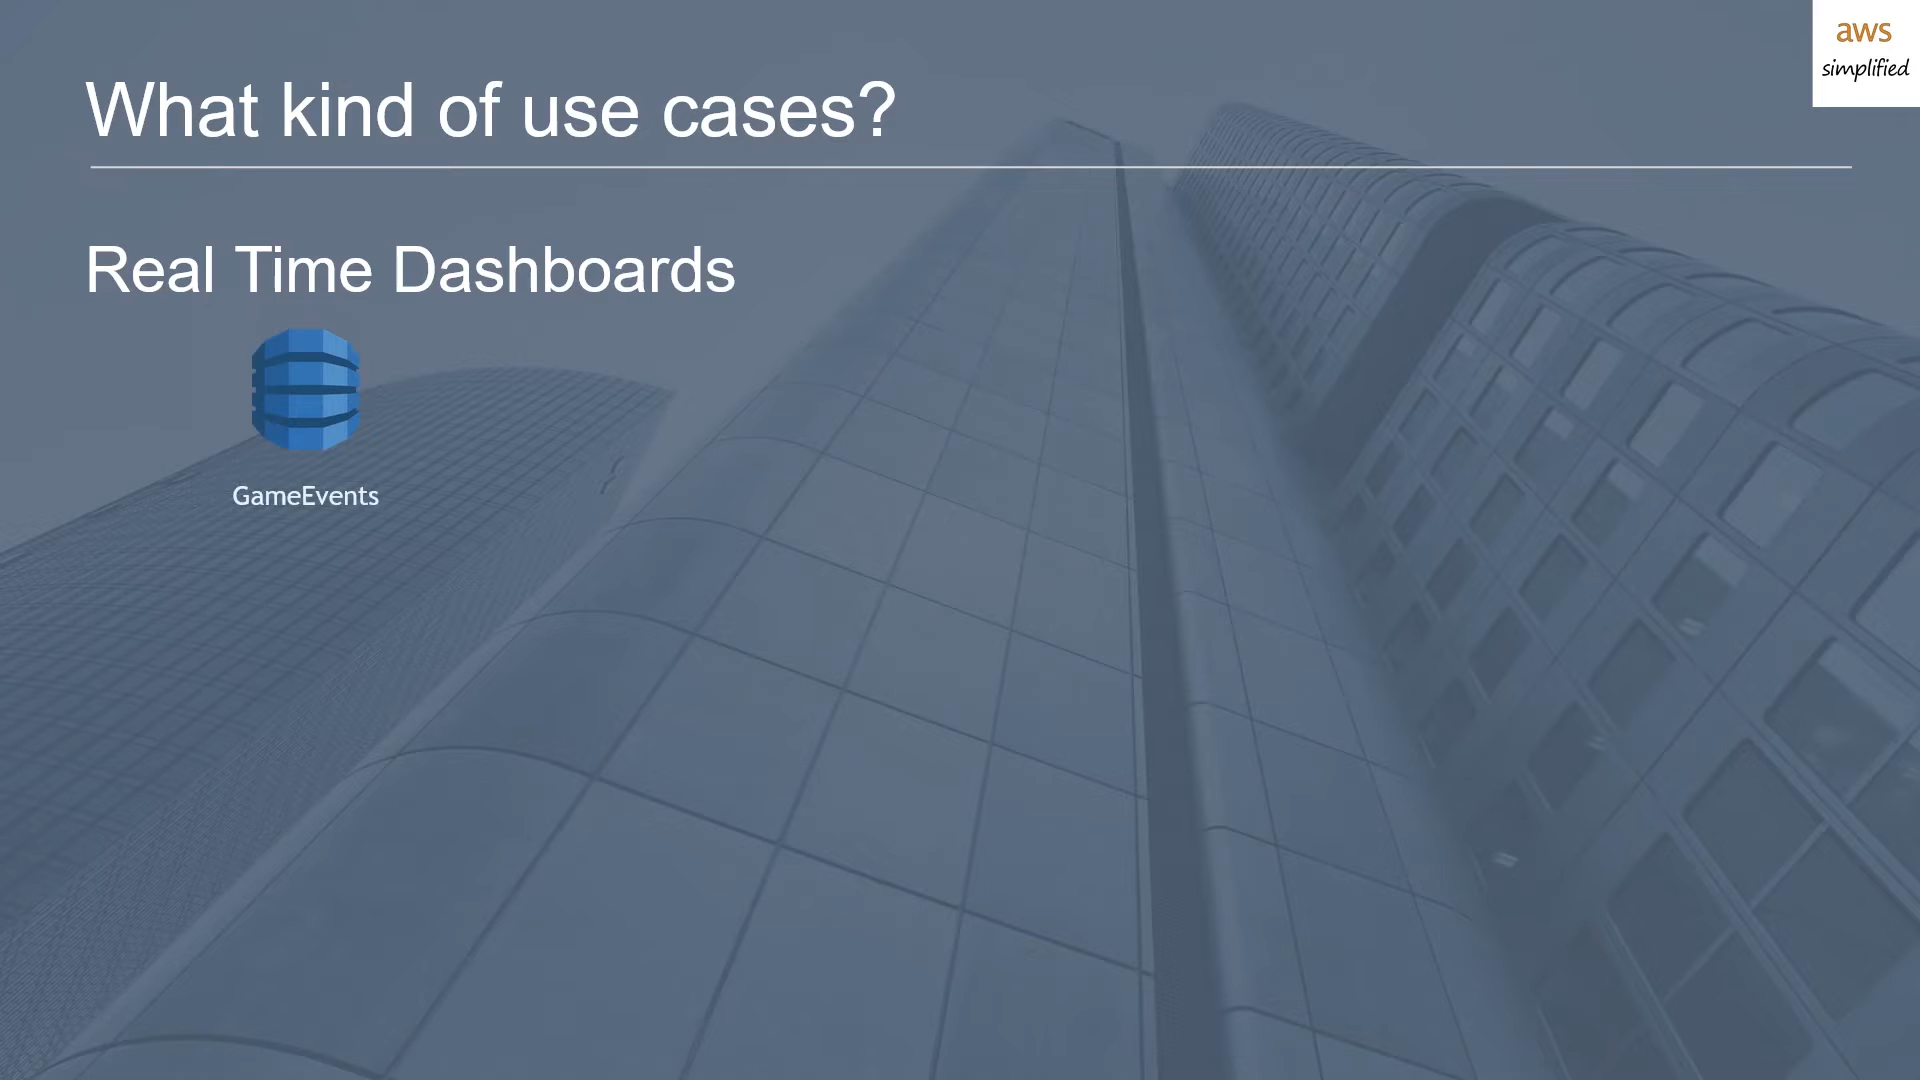 aws
simplified
What kind of use cases?
Real Time Dashboards
GameEvents